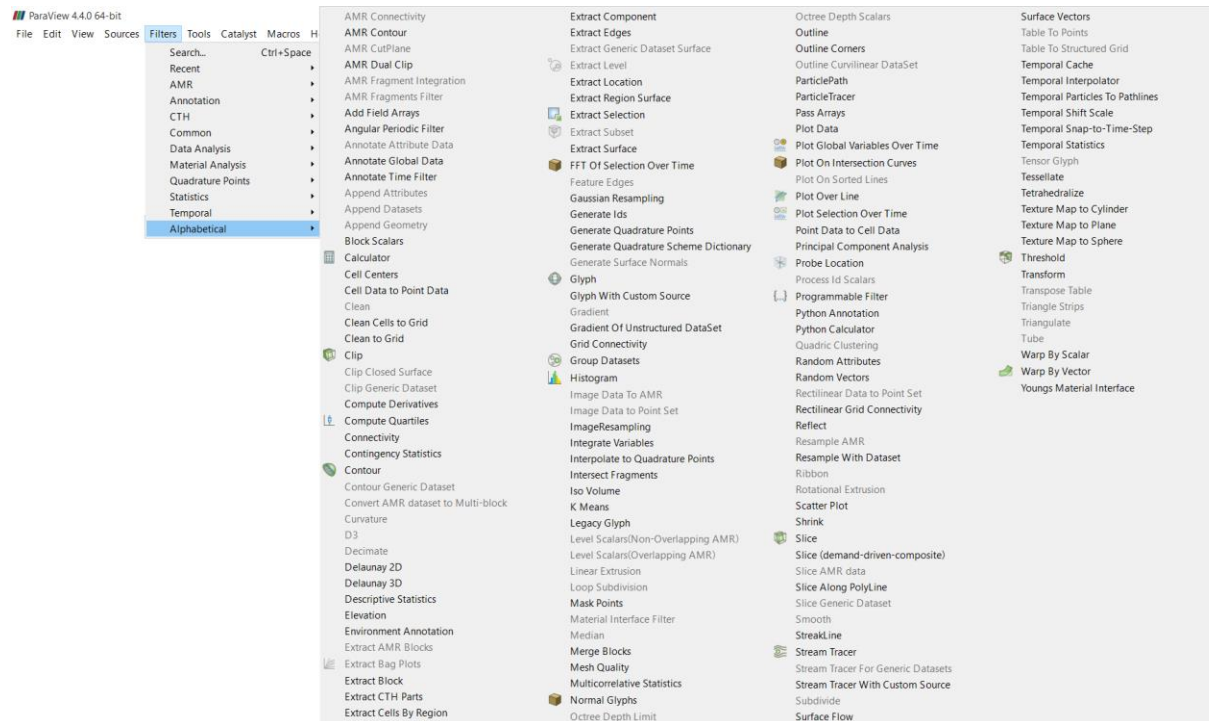 ParaView 4.4.0 64-bit
File Edit View Sources Filters Tools Catalyst Macros H
Search... Ctrl+Space
Recent
AMR
Annotation
CTH
Common
Data Analysis
Material Analysis
Quadrature Points
Statistics
Temporal
Alphabetical
AMR Connectivity
AMR Contour
AMR CutPlane
AMR Dual Clip
AMR Fragment Integration
AMR Fragments Filter
Add Field Arrays
Angular Periodic Filter
Annotate Attribute Data
Annotate Global Data
Annotate Time Filter
Append Attributes
Append Datasets
Append Geometry
Block Scalars
Calculator
Cell Centers
Cell Data to Point Data
Clean
Clean Cells to Grid
Clean to Grid
Clip
Clip Closed Surface
Clip Generic Dataset
Compute Derivatives
Compute Quartiles
Connectivity
Contingency Statistics
Contour
Contour Generic Dataset
Convert AMR dataset to Multi-block
Curvature
D3
Decimate
Delaunay 2D
Delaunay 3D
Descriptive Statistics
Elevation
Environment Annotation
Extract AMR Blocks
Extract Bag Plots
Extract Block
Extract CTH Parts
Extract Cells By Region
Extract Component
Extract Edges
Extract Generic Dataset Surface
Extract Level
Extract Location
Extract Region Surface
Extract Selection
Extract Subset
Extract Surface
FFT Of Selection Over Time
Feature Edges
Gaussian Resampling
Generate Ids
Generate Quadrature Points
Generate Quadrature Scheme Dictionary
Generate Surface Normals
Glyph
Glyph With Custom Source
Gradient
Gradient Of Unstructured DataSet
Grid Connectivity
Group Datasets
Histogram
Image Data To AMR
Image Data to Point Set
ImageResampling
Integrate Variables
Interpolate to Quadrature Points
Intersect Fragments
Iso Volume
K Means
Legacy Glyph
Level Scalars(Non-Overlapping AMR)
Level Scalars(Overlapping AMR)
Linear Extrusion
Loop Subdivision
Mask Points
Material Interface Filter
Median
Merge Blocks
Mesh Quality
Multicorrelative Statistics
Normal Glyphs
Octree Depth Limit
Octree Depth Scalars
Outline
Outline Corners
Outline Curvilinear DataSet
ParticlePath
ParticleTracer
Pass Arrays
Plot Data
Plot Global Variables Over Time
Plot On Intersection Curves
Plot On Sorted Lines
Plot Over Line
Plot Selection Over Time
Point Data to Cell Data
Principal Component Analysis
Probe Location
Process Id Scalars
Programmable Filter
Python Annotation
Python Calculator
Quadric Clustering
Random Attributes
Random Vectors
Rectilinear Data to Point Set
Rectilinear Grid Connectivity
Reflect
Resample AMR
Resample With Dataset
Ribbon
Rotational Extrusion
Scatter Plot
Shrink
Slice
Slice (demand-driven-composite)
Slice AMR data
Slice Along PolyLine
Slice Generic Dataset
Smooth
StreakLine
Stream Tracer
Stream Tracer For Generic Datasets
Stream Tracer With Custom Source
Subdivide
Surface Flow
Surface Vectors
Table To Points
Table To Structured Grid
Temporal Cache
Temporal Interpolator
Temporal Particles To Pathlines
Temporal Shift Scale
Temporal Snap-to-Time-Step
Temporal Statistics
Tensor Glyph
Tessellate
Tetrahedralize
Texture Map to Cylinder
Texture Map to Plane
Texture Map to Sphere
Threshold
Transform
Transpose Table
Triangle Strips
Triangulate
Tube
Warp By Scalar
Warp By Vector
Youngs Material Interface